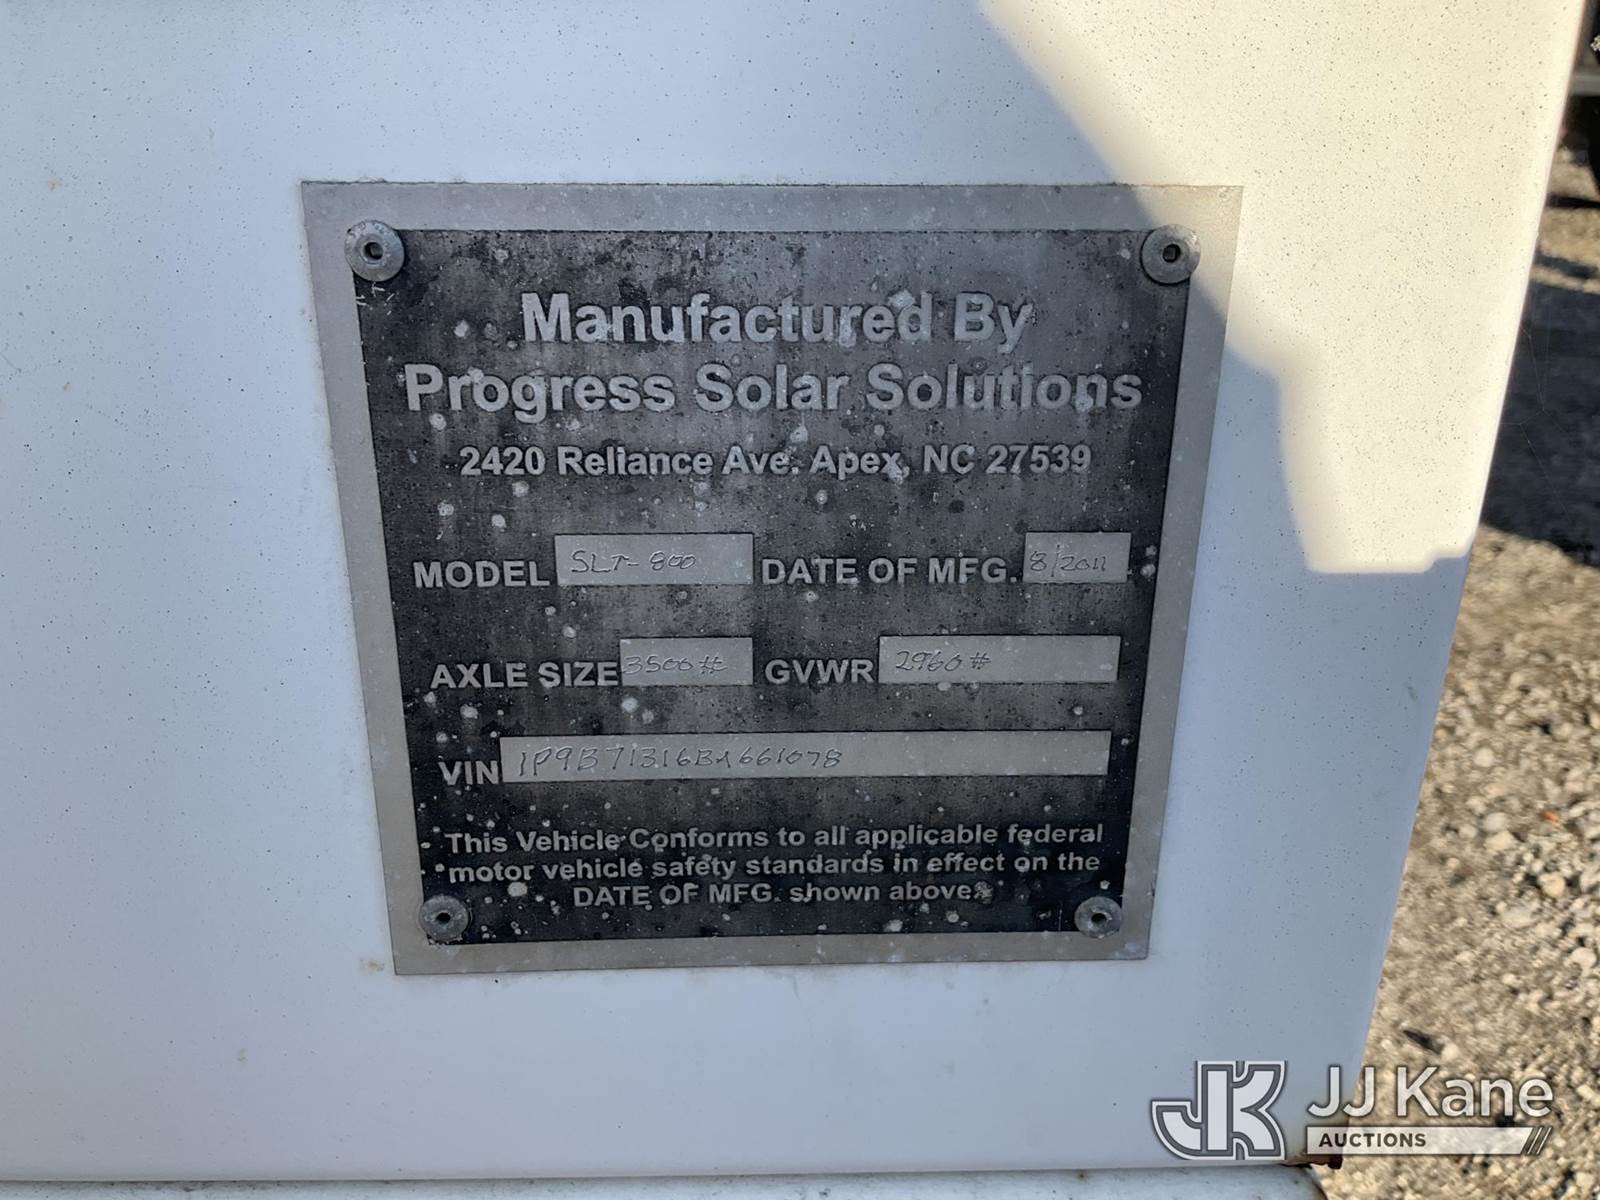 Manufactured By
Progress Solar Solutions
2420 Reliance Ave. Apex, NC 27539
MODEL SLT-800 DATE OF MFG. 8/2011
AXLE SIZE 3500# GVWR 2960#
VIN 1P9B71316BA661078
This Vehicle Conforms to all applicable federal
motor vehicle safety standards in effect on the
DATE OF MFG. shown above.
JK JJ Kane
AUCTIONS